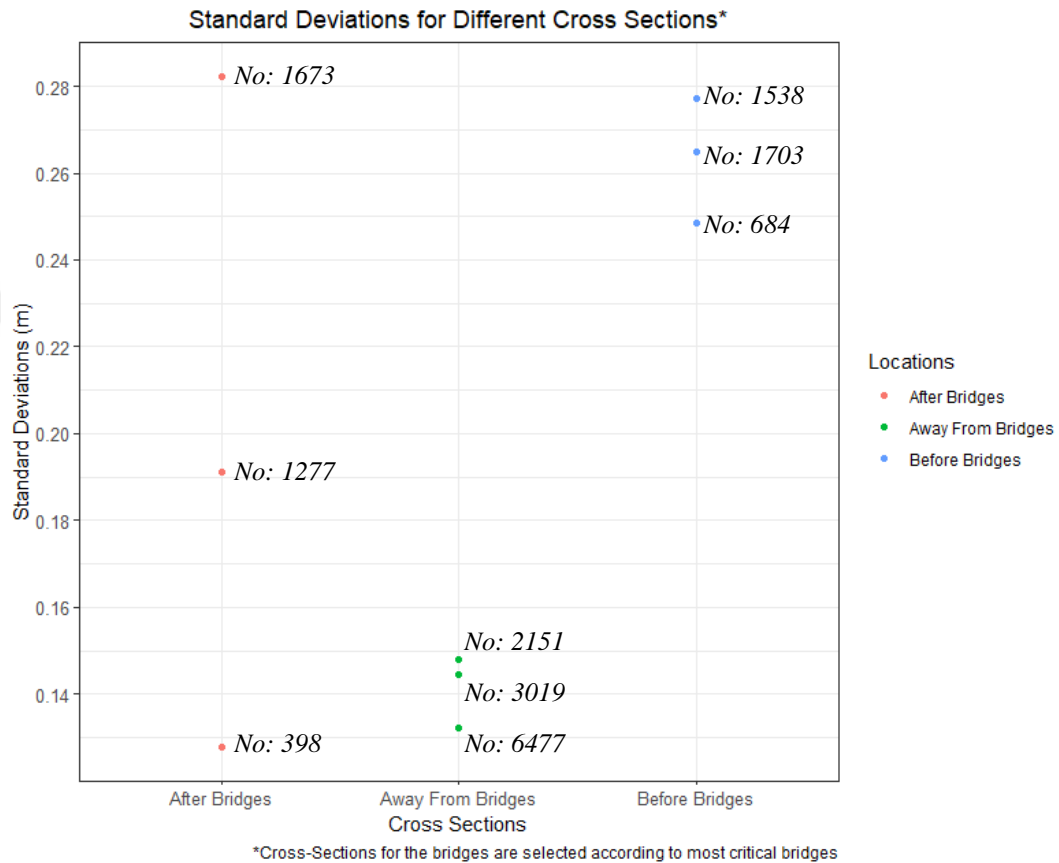 Standard Deviations for Different Cross Sections*
Standard Deviations (m)
0.28
0.26
0.24
0.22
0.20
0.18
0.16
0.14
No: 1673
No: 1277
No: 398
No: 2151
No: 3019
No: 6477
No: 1538
No: 1703
No: 684
After Bridges
Away From Bridges
Before Bridges
Cross Sections
*Cross-Sections for the bridges are selected according to most critical bridges
Locations
After Bridges
Away From Bridges
Before Bridges